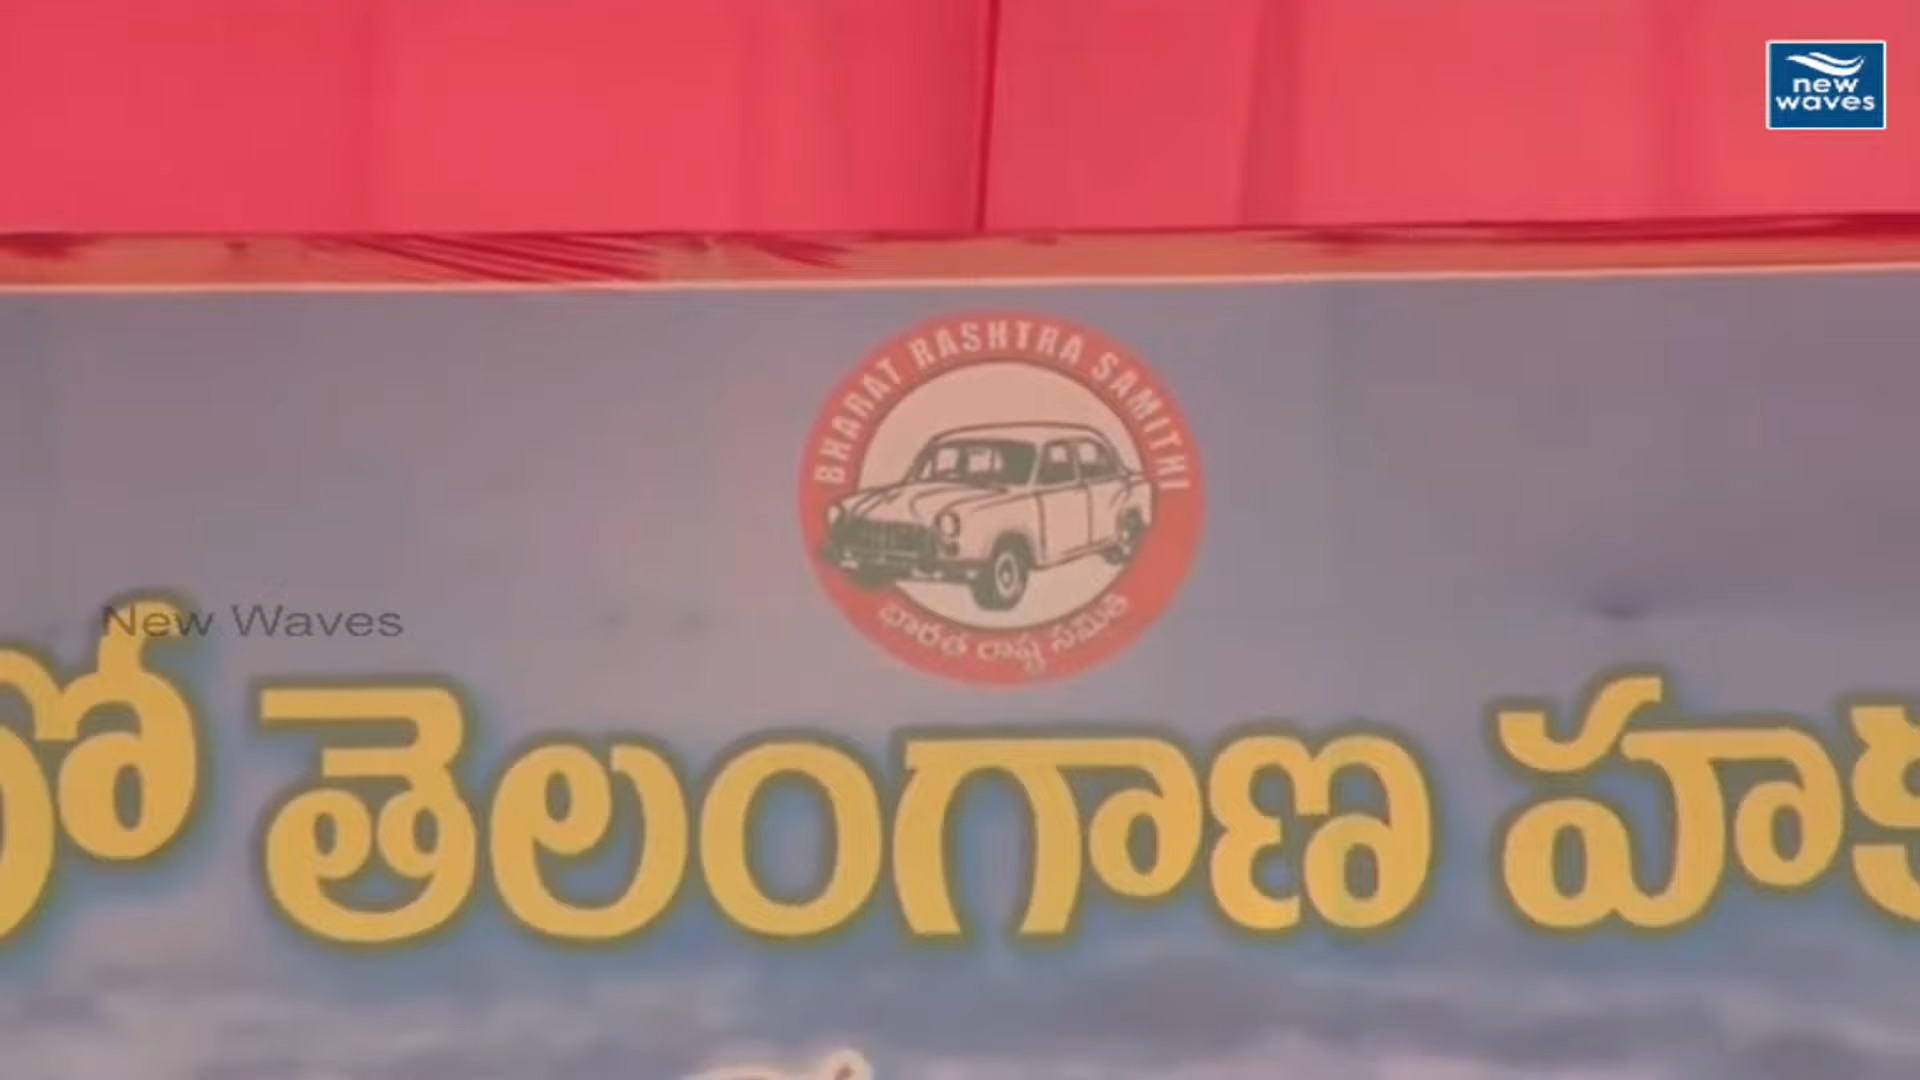 new
waves
BHARAT RASHTRA SAMITHI
భారత రాష్ట్ర సమితి
New Waves
తెలంగాణ